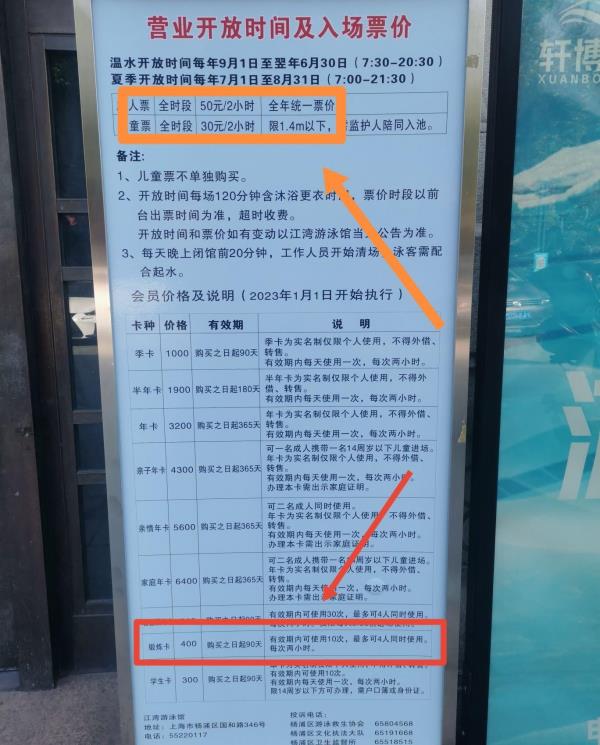 营业开放时间及入场票价
温水开放时间每年9月1日至翌年6月30日(7:30-20:30)
夏季开放时间每年7月1日至8月31日(7:00-21:30)
人票 全时段 50元/2小时 全年统一票价
童票 全时段 30元/2小时 限1.4m以下, 监护人陪同入池。
备注:
1、儿童票不单独购买。
2、开放时间每场120分钟含沐浴更衣时 , 票价时段以前
台出票时间为准,超时收费。
开放时间和票价如有变动以江湾游泳馆当 公告为准。
3、每天晚上闭馆前20分钟,工作人员开始清场 泳客需配
合起水。
会员价格及说明(2023年1月1日开始执行)
卡种 价格 有效期 说 明
季卡 1000 购买之日起90天 季卡为实名制仅限个人使用,不得外借、
转售。
有效期内每天使用一次,每次两小时。
半年卡 1900 购买之日起180天 半年卡为实名制仅限个人使用,不得外
借、转售。
有效期内每天使用一次,每次两小时。
年卡 3200 购买之日起365天 年卡为实名制仅限个人使用,不得外借、
转售。
有效期内每天使用一次,每次两小时。
亲子年卡 4300 购买之日起365天 可一名成人携带一名14周岁以下儿童进场。
年卡为实名制仅限个人使用,不得外借、
转售。
有效期内每天使用一次,每次两小时。
办理本卡需出示家庭证明。
亲情年卡 5600 购买之日起365天 可二名成人同时使用。
年卡为实名制仅限个人使用,不得外借、
转售。
有效期内每天使用一次,每次两小时。
办理本卡需出示家庭证明。
家庭年卡 6400 购买之日起365天 可二名成人携带一名14周岁以下儿童进场。
年卡为实名制仅限个人使用,不得外借、
转售。
有效期内每天使用一次,每次两小时。
办理本卡需出示家庭证明。
有效期内可使用30次,最多可4人同时使用。
锻炼卡 400 购买之日起90天 有效期内可使用10次,最多可4人同时使用。
每次两小时。
学生卡 300 购买之日起90天 学生卡为实名制仅限个人使用。
有效期内可使用10次。
有效期内每天使用一次,每次两小时。
限14周岁以下方可办理,需户口簿或身份证。
江湾游泳馆
地址:上海市杨浦区国和路346号
电话:55220117
投诉电话:
杨浦区游泳救生协会 65804568
杨浦区文化执法大队 65191668
杨浦区卫生监督所 65518515
轩博
XUANBO